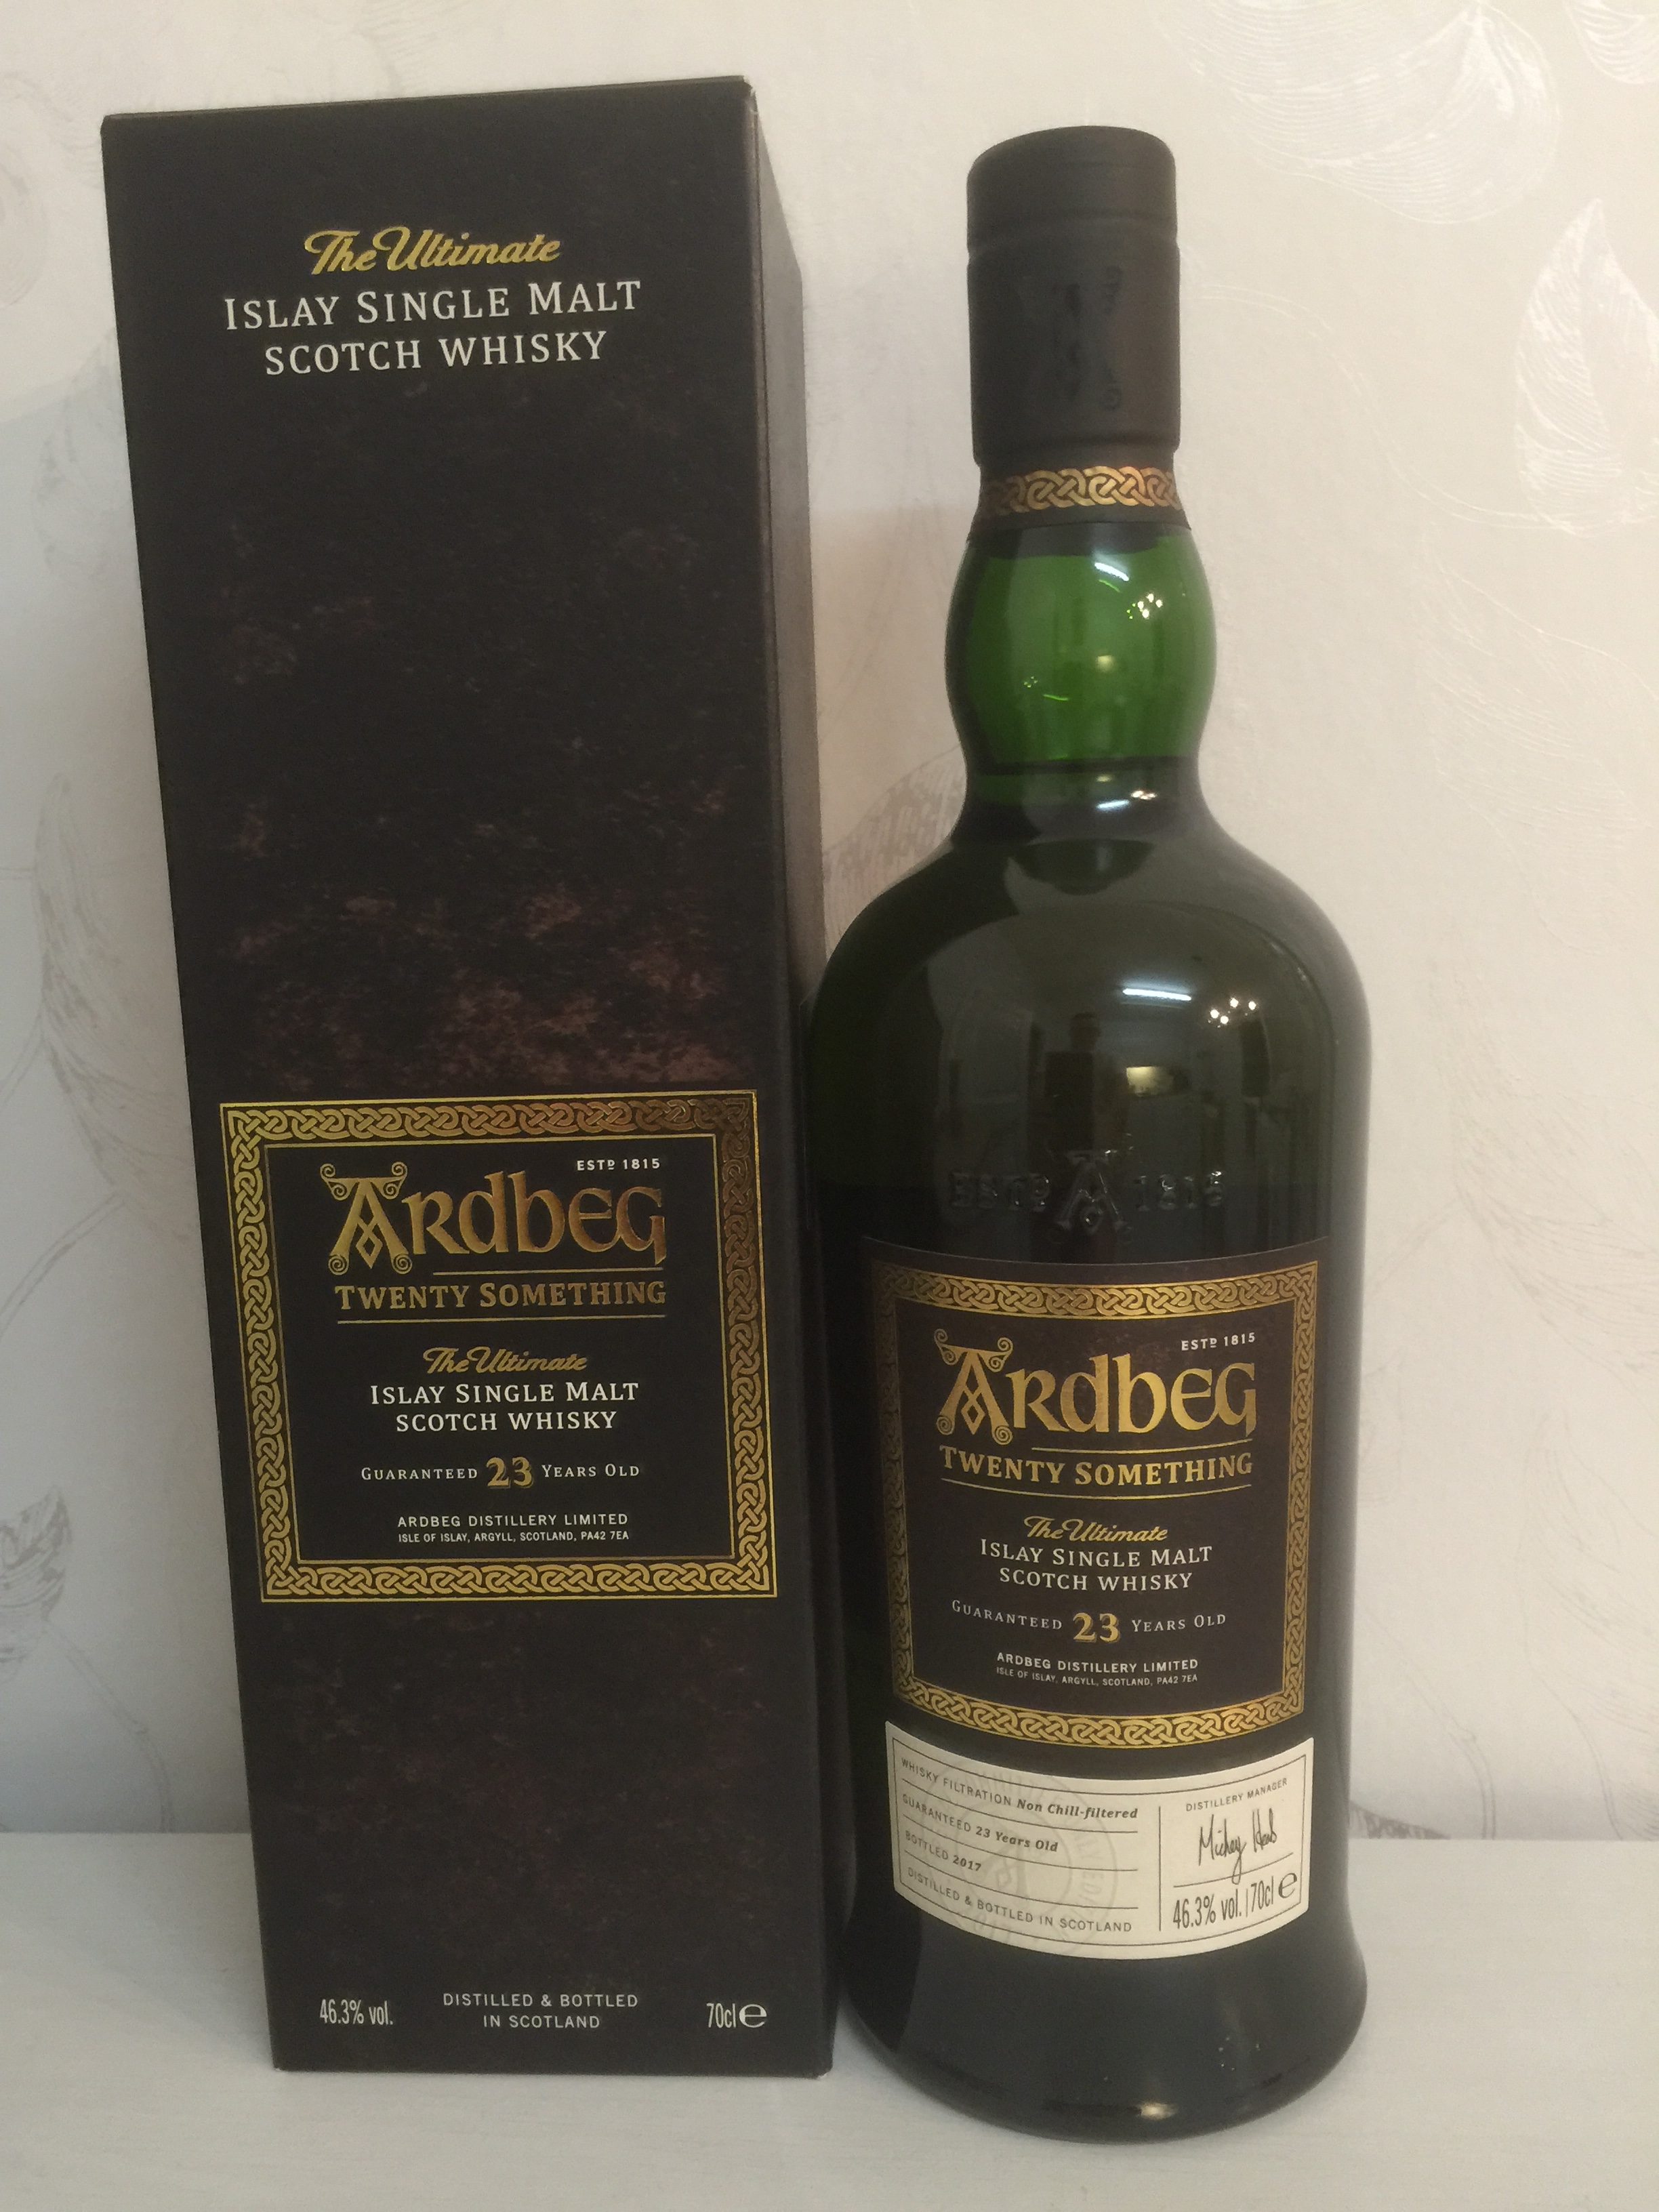 The Ultimate
ISLAY SINGLE MALT
SCOTCH WHISKY
ESTD 1815
ARDBEG
TWENTY SOMETHING
The Ultimate
ISLAY SINGLE MALT
SCOTCH WHISKY
GUARANTEED 23 YEARS OLD
ARDBEG DISTILLERY LIMITED
ISLE OF ISLAY, ARGYLL, SCOTLAND, PA42 7EA
46.3% vol.
DISTILLED & BOTTLED
IN SCOTLAND
70cl e
ESTD A 1815
ESTD 1815
ARDBEG
TWENTY SOMETHING
The Ultimate
ISLAY SINGLE MALT
SCOTCH WHISKY
GUARANTEED 23 YEARS OLD
ARDBEG DISTILLERY LIMITED
ISLE OF ISLAY, ARGYLL, SCOTLAND, PA42 7EA
WHISKY FILTRATION Non Chill-filtered
GUARANTEED 23 Years Old
BOTTLED 2017
DISTILLED & BOTTLED IN SCOTLAND
DISTILLERY MANAGER
46.3% vol. | 70cl e